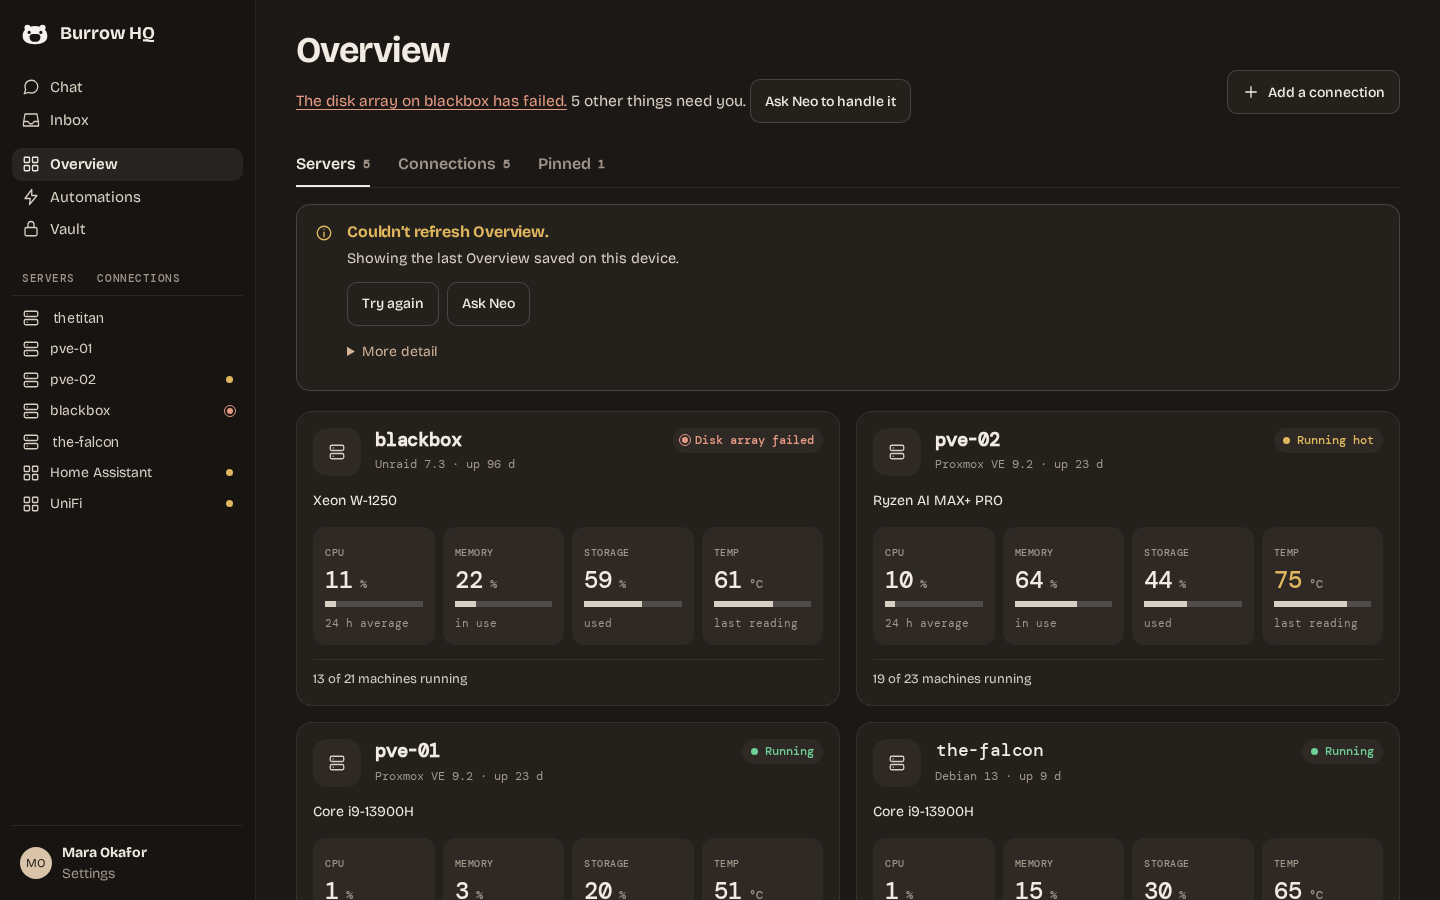 Burrow HQ
Chat
Inbox
Overview
Automations
Vault
SERVERS CONNECTIONS
thetitan
pve-01
pve-02
blackbox
the-falcon
Home Assistant
UniFi
MO
Mara Okafor
Settings
Overview
The disk array on blackbox has failed. 5 other things need you. Ask Neo to handle it
Add a connection
Servers 5 Connections 5 Pinned 1
Couldn't refresh Overview.
Showing the last Overview saved on this device.
Try again Ask Neo
More detail
blackbox Disk array failed
Unraid 7.3 · up 96 d
Xeon W-1250
CPU MEMORY STORAGE TEMP
11 % 22 % 59 % 61 °C
24 h average in use used last reading
13 of 21 machines running
pve-02 Running hot
Proxmox VE 9.2 · up 23 d
Ryzen AI MAX+ PRO
CPU MEMORY STORAGE TEMP
10 % 64 % 44 % 75 °C
24 h average in use used last reading
19 of 23 machines running
pve-01 Running
Proxmox VE 9.2 · up 23 d
Core i9-13900H
CPU MEMORY STORAGE TEMP
1 % 3 % 20 % 51 °C
the-falcon Running
Debian 13 · up 9 d
Core i9-13900H
CPU MEMORY STORAGE TEMP
1 % 15 % 30 % 65 °C